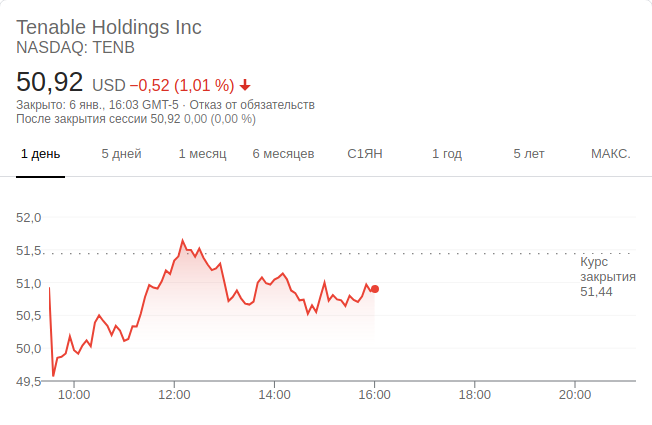 Tenable Holdings Inc
NASDAQ: TENB
50,92 USD −0,52 (1,01 %)
Закрыто: 6 янв., 16:03 GMT-5 · Отказ от обязательств
После закрытия сессии 50,92 0,00 (0,00 %)
1 день 5 дней 1 месяц 6 месяцев С1ЯН 1 год 5 лет МАКС.
52,0
51,5
Курс
закрытия
51,44
51,0
50,5
50,0
49,5
10:00 12:00 14:00 16:00 18:00 20:00